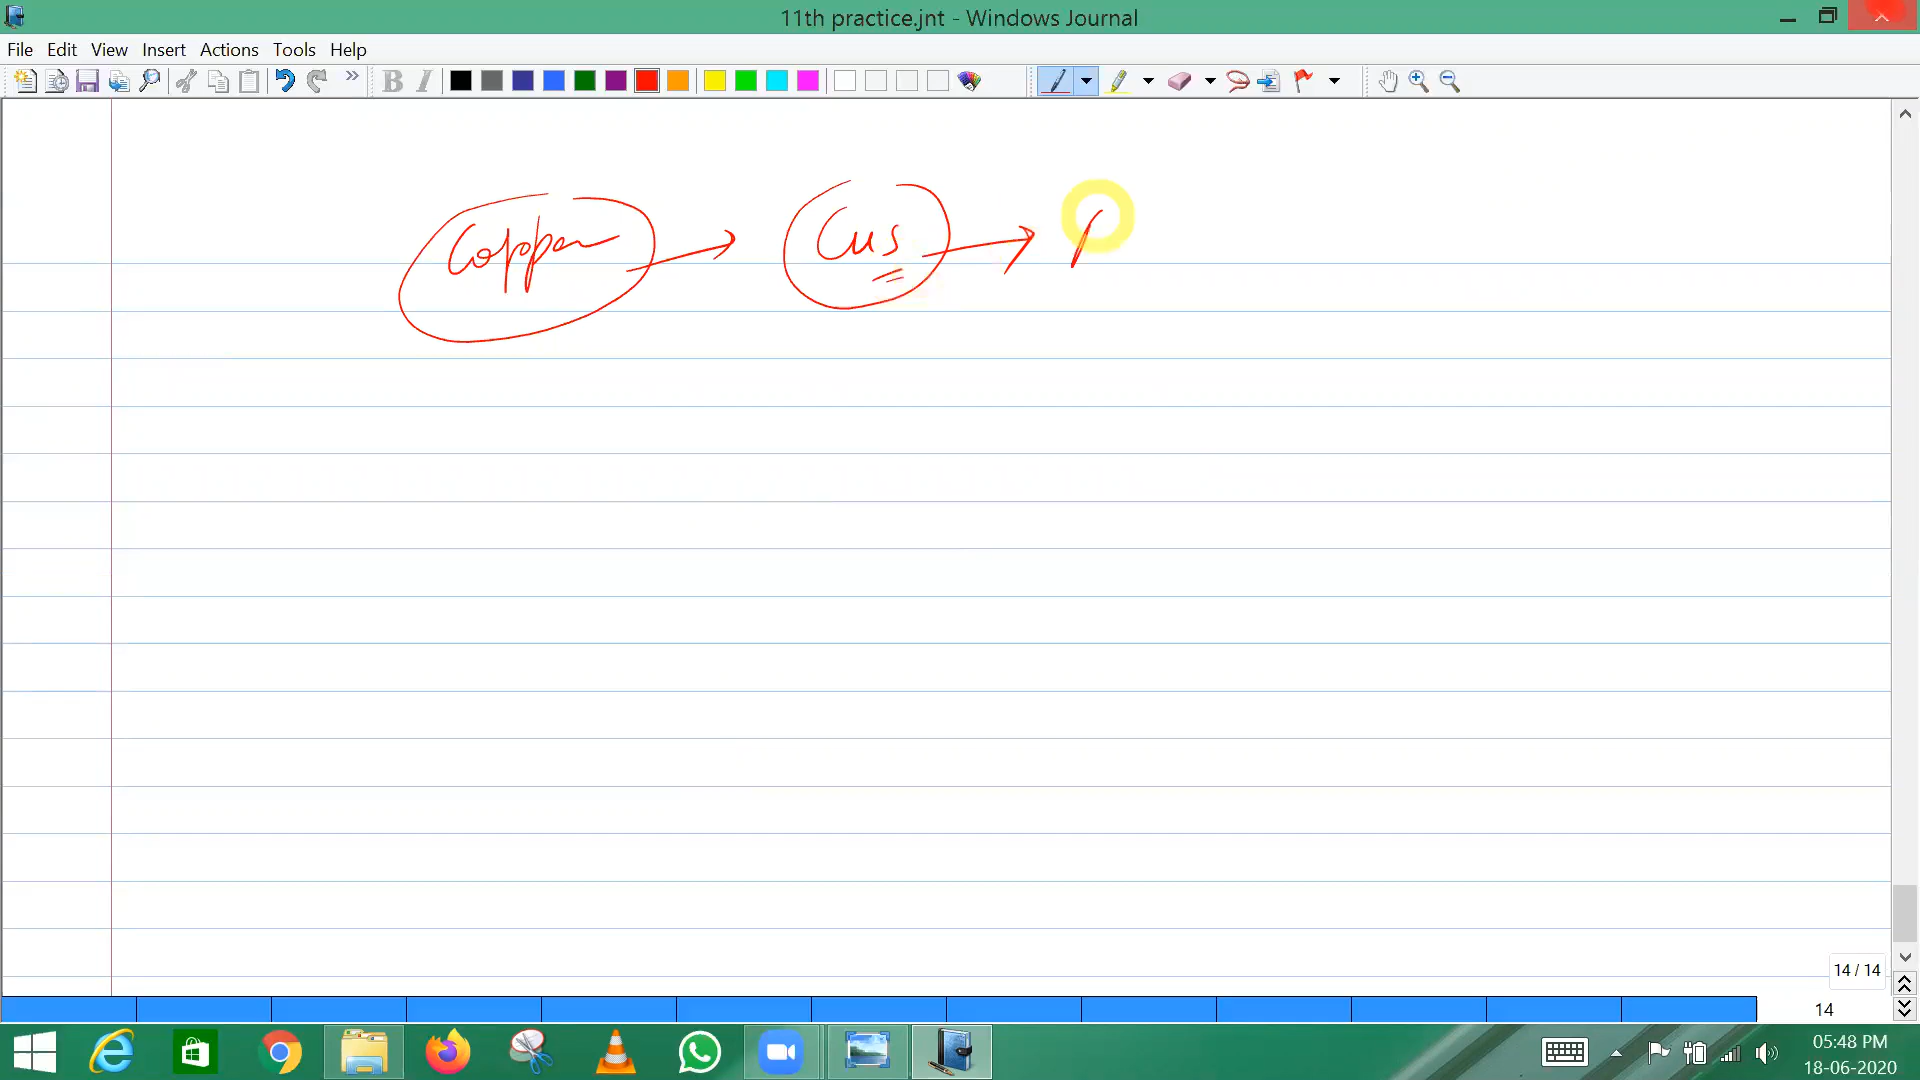 11th practice.jnt - Windows Journal
File Edit View Insert Actions Tools Help
B I
Copper → CuS →
14 / 14
14
05:48 PM
18-06-2020